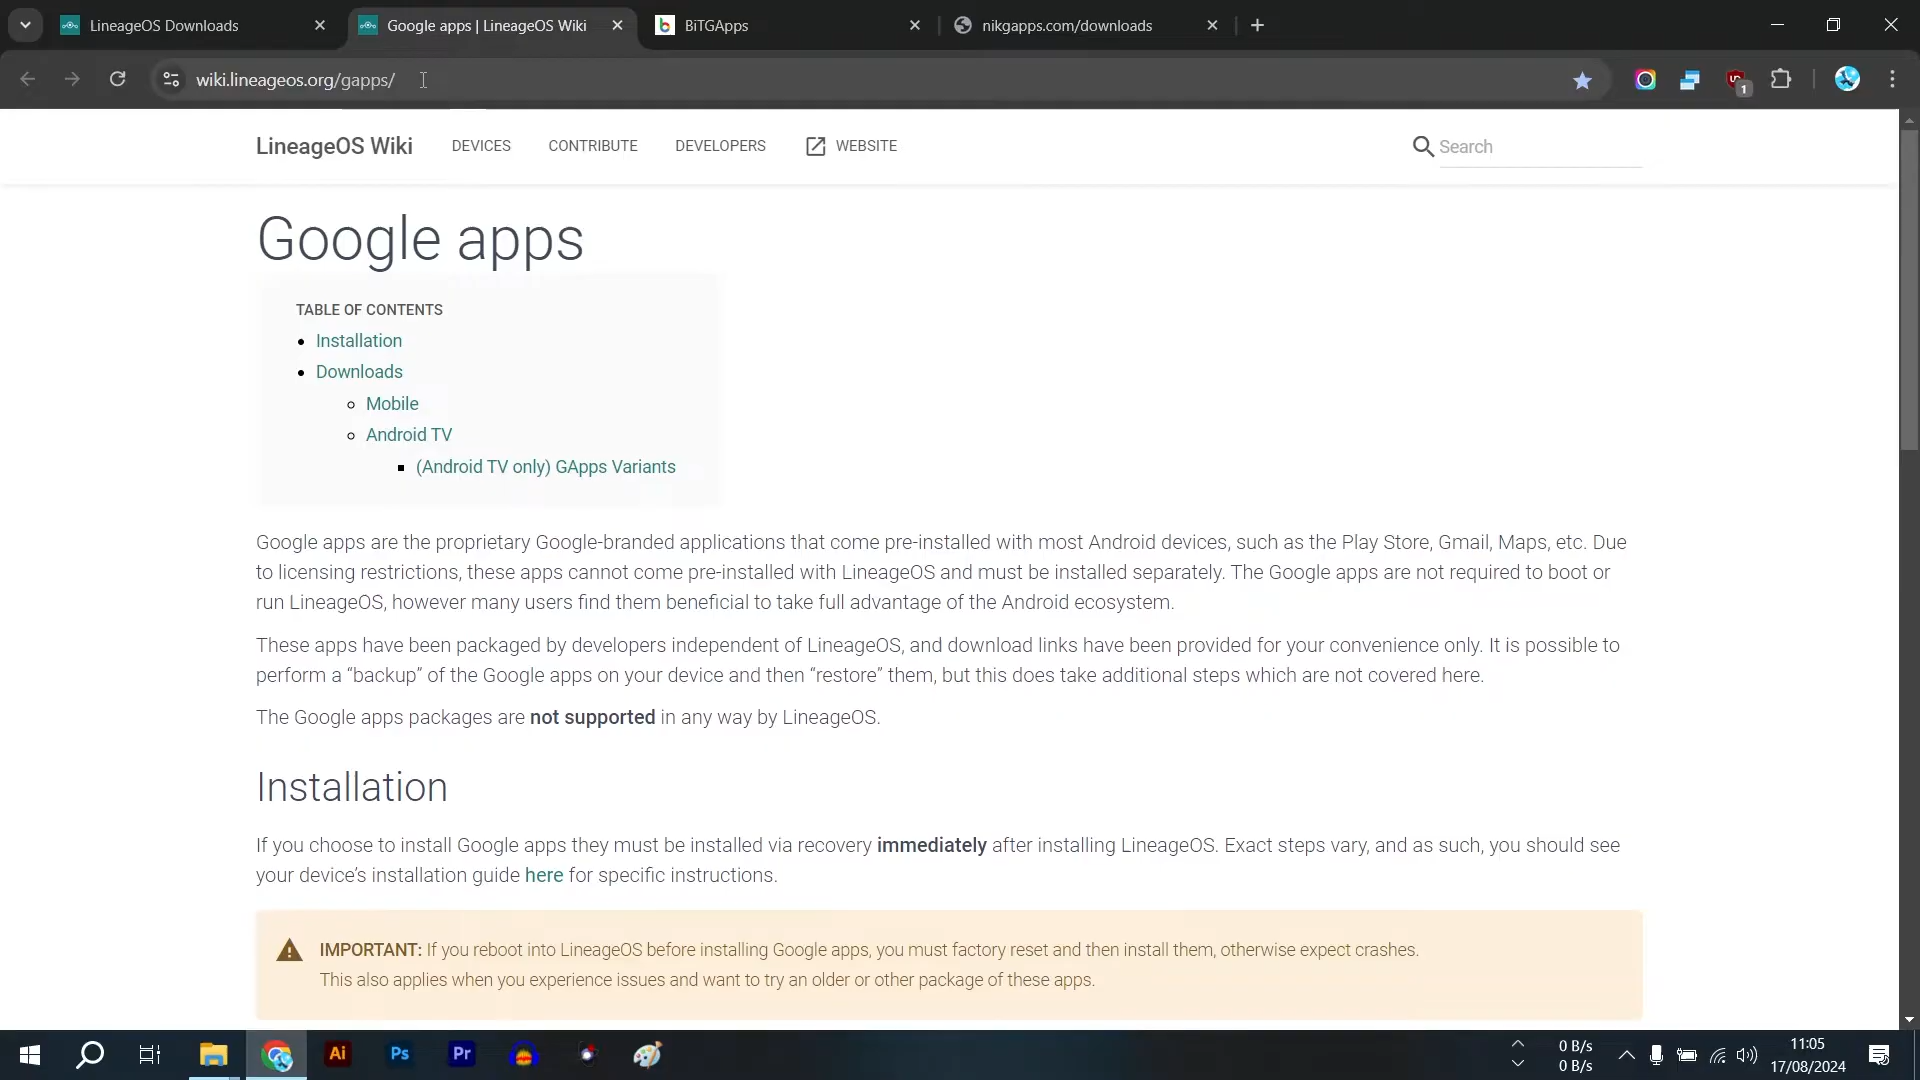 LineageOS Downloads
Google apps | LineageOS Wiki
BiTGApps
nikgapps.com/downloads
wiki.lineageos.org/gapps/
1
LineageOS Wiki
DEVICES
CONTRIBUTE
DEVELOPERS
WEBSITE
Search
Google apps
TABLE OF CONTENTS
Installation
Downloads
Mobile
Android TV
(Android TV only) GApps Variants
Google apps are the proprietary Google-branded applications that come pre-installed with most Android devices, such as the Play Store, Gmail, Maps, etc. Due
to licensing restrictions, these apps cannot come pre-installed with LineageOS and must be installed separately. The Google apps are not required to boot or
run LineageOS, however many users find them beneficial to take full advantage of the Android ecosystem.
These apps have been packaged by developers independent of LineageOS, and download links have been provided for your convenience only. It is possible to
perform a “backup” of the Google apps on your device and then “restore” them, but this does take additional steps which are not covered here.
The Google apps packages are not supported in any way by LineageOS.
Installation
If you choose to install Google apps they must be installed via recovery immediately after installing LineageOS. Exact steps vary, and as such, you should see
your device’s installation guide here for specific instructions.
IMPORTANT: If you reboot into LineageOS before installing Google apps, you must factory reset and then install them, otherwise expect crashes.
This also applies when you experience issues and want to try an older or other package of these apps.
Ai
Ps
Pr
0 B/s
0 B/s
11:05
17/08/2024